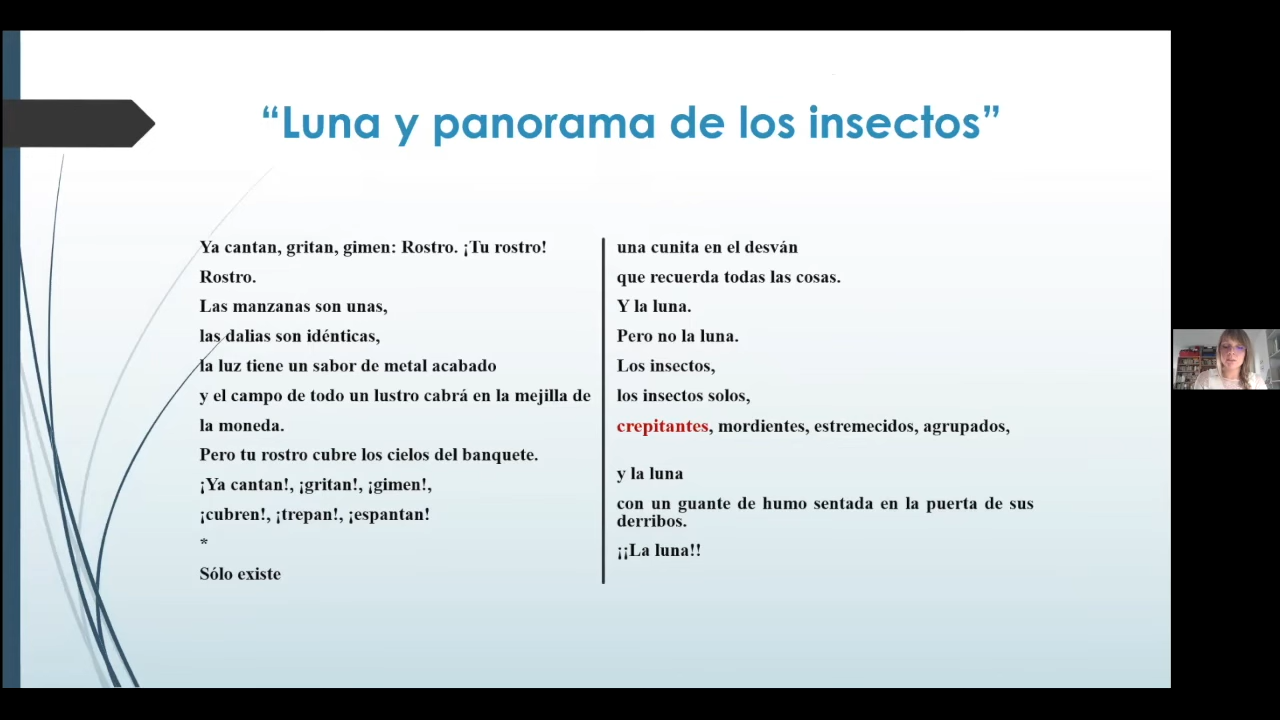 “Luna y panorama de los insectos”
Ya cantan, gritan, gimen: Rostro. ¡Tu rostro!
Rostro.
Las manzanas son unas,
las dalias son idénticas,
la luz tiene un sabor de metal acabado
y el campo de todo un lustro cabrá en la mejilla de
la moneda.
Pero tu rostro cubre los cielos del banquete.
¡Ya cantan!, ¡gritan!, ¡gimen!,
¡cubren!, ¡trepan!, ¡espantan!
*
Sólo existe
una cunita en el desván
que recuerda todas las cosas.
Y la luna.
Pero no la luna.
Los insectos,
los insectos solos,
crepitantes, mordientes, estremecidos, agrupados,
y la luna
con un guante de humo sentada en la puerta de sus
derribos.
¡¡La luna!!